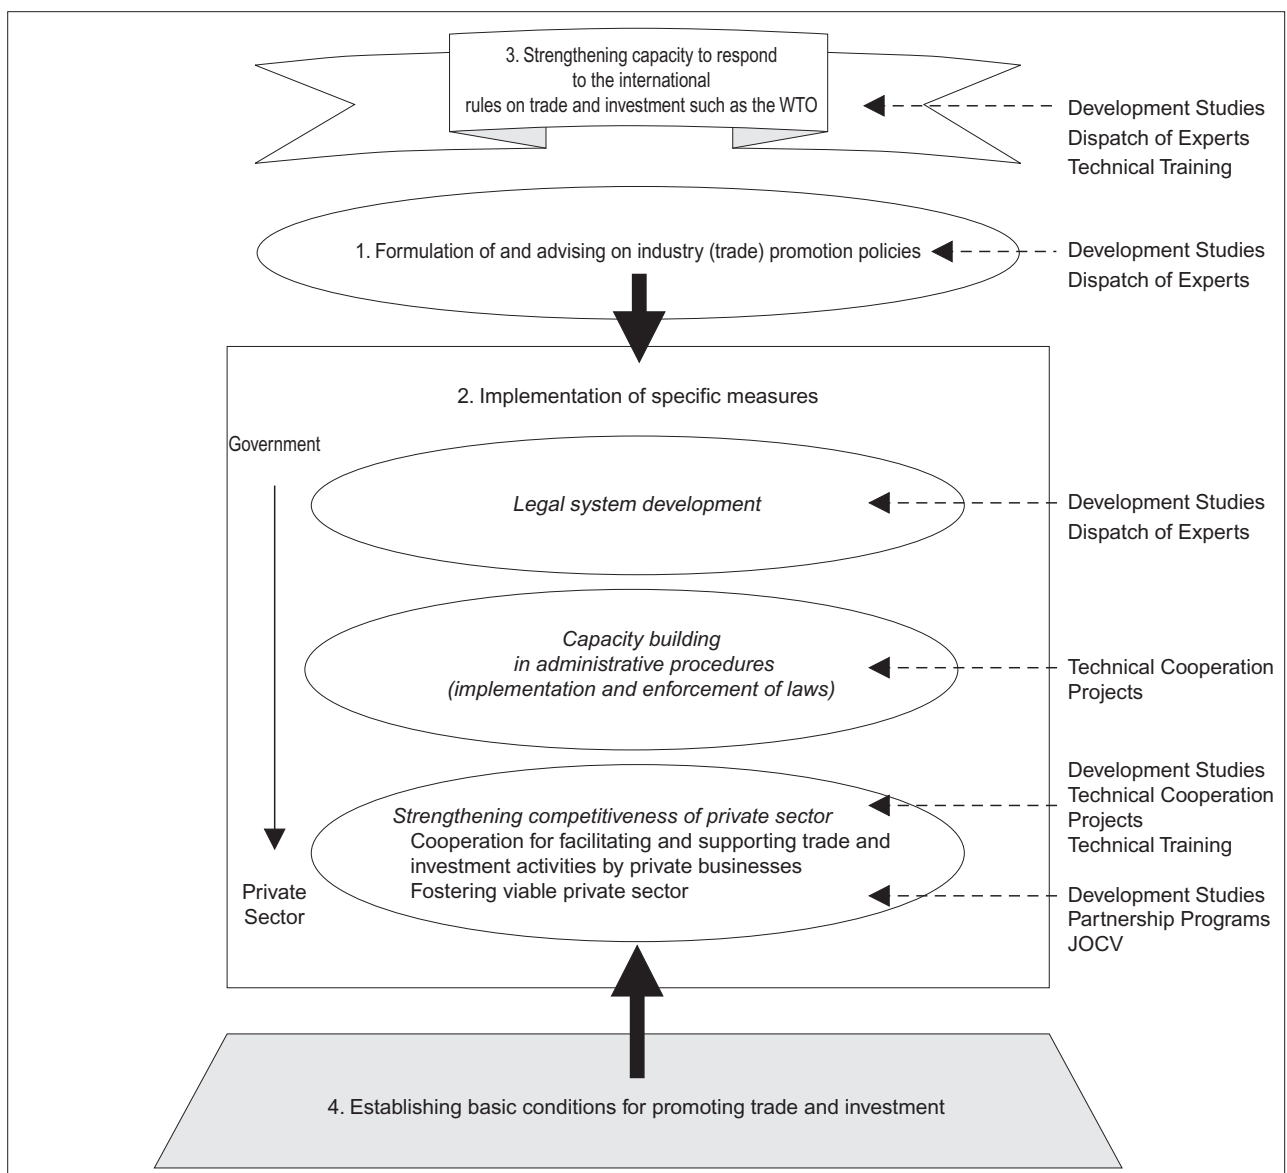 3. Strengthening capacity to respond
to the international
rules on trade and investment such as the WTO
Development Studies
Dispatch of Experts
Technical Training
1. Formulation of and advising on industry (trade) promotion policies
Development Studies
Dispatch of Experts
2. Implementation of specific measures
Government
Legal system development
Development Studies
Dispatch of Experts
Capacity building
in administrative procedures
(implementation and enforcement of laws)
Technical Cooperation
Projects
Strengthening competitiveness of private sector
Cooperation for facilitating and supporting trade and
investment activities by private businesses
Fostering viable private sector
Development Studies
Technical Cooperation
Projects
Technical Training
Development Studies
Partnership Programs
JOCV
Private
Sector
4. Establishing basic conditions for promoting trade and investment